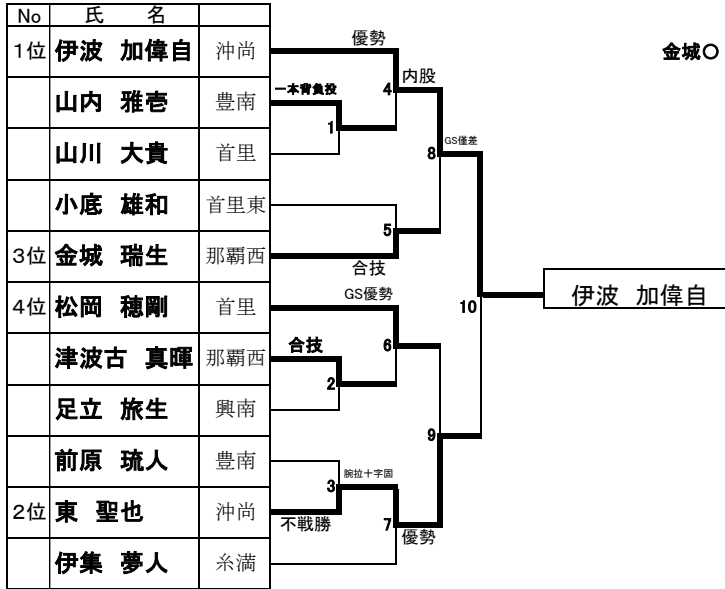 No 氏 名
1位 伊波 加偉自 沖尚
山内 雅壱 豊南
山川 大貴 首里
小底 雄和 首里東
3位 金城 瑞生 那覇西
4位 松岡 穂剛 首里
津波古 真暉 那覇西
足立 旅生 興南
前原 琉人 豊南
2位 東 聖也 沖尚
伊集 夢人 糸満
優勢
金城○
内股
4
一本背負投
1
GS僅差
8
5
合技
GS優勢
10
伊波 加偉自
合技
6
2
9
3
腕拉十字固
不戦勝
7
優勢